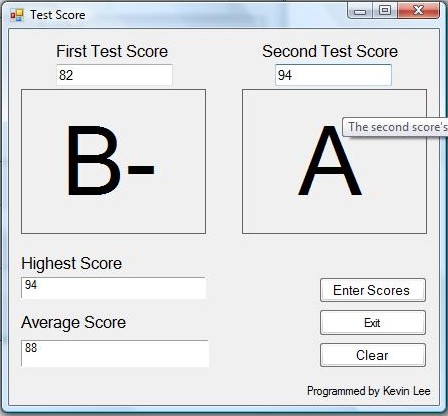 Test Score
First Test Score
Second Test Score
82
94
B-
A
The second score's
Highest Score
94
Enter Scores
Average Score
Exit
88
Clear
Programmed by Kevin Lee